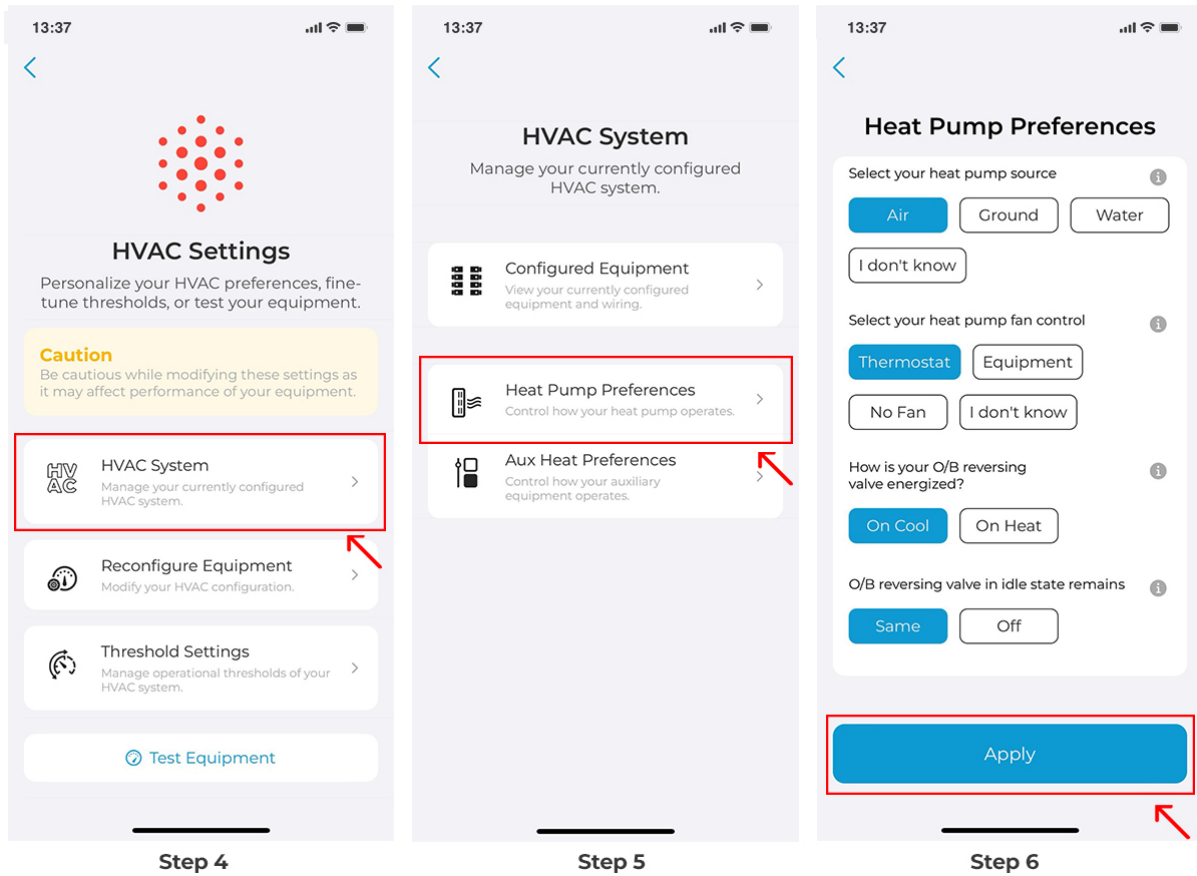 13:37
HVAC Settings
Personalize your HVAC preferences, fine-
tune thresholds, or test your equipment.
Caution
Be cautious while modifying these settings as
it may affect performance of your equipment.
HV
AC
HVAC System
Manage your currently configured
HVAC system.
Reconfigure Equipment
Modify your HVAC configuration.
Threshold Settings
Manage operational thresholds of your
HVAC system.
Test Equipment
Step 4
13:37
HVAC System
Manage your currently configured
HVAC system.
Configured Equipment
View your currently configured
equipment and wiring.
Heat Pump Preferences
Control how your heat pump operates.
Aux Heat Preferences
Control how your auxiliary
equipment operates.
Step 5
13:37
Heat Pump Preferences
Select your heat pump source
Air Ground Water
I don't know
Select your heat pump fan control
Thermostat Equipment
No Fan I don't know
How is your O/B reversing
valve energized?
On Cool On Heat
O/B reversing valve in idle state remains
Same Off
Apply
Step 6